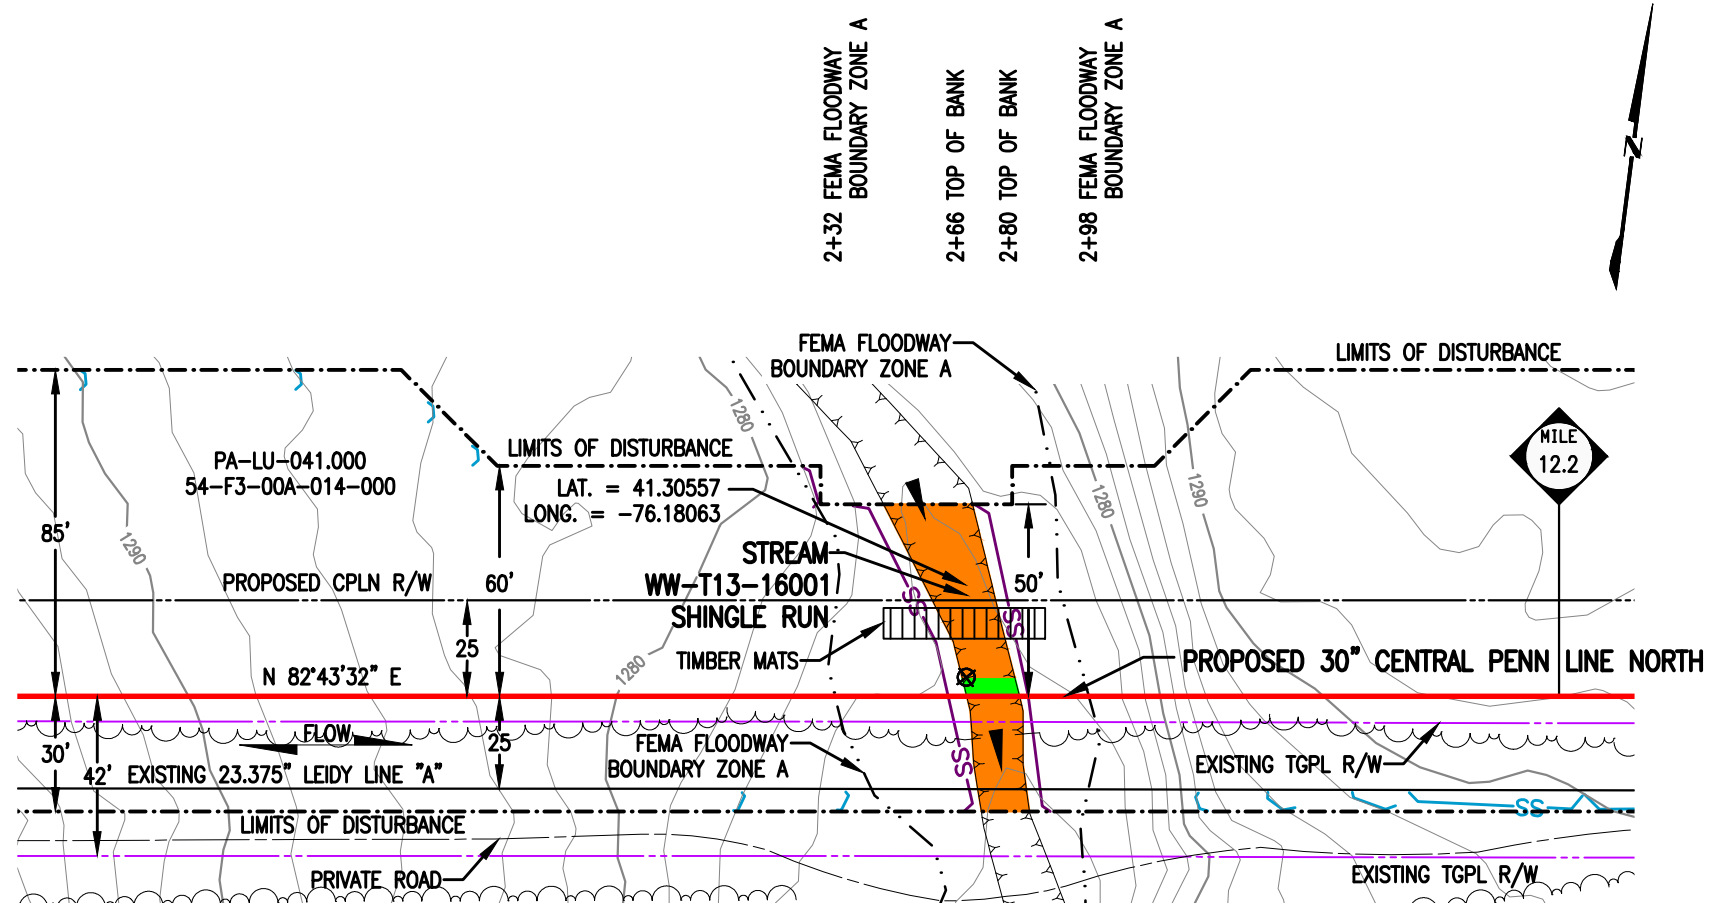 2+32 FEMA FLOODWAY
BOUNDARY ZONE A
2+66 TOP OF BANK
2+80 TOP OF BANK
2+98 FEMA FLOODWAY
BOUNDARY ZONE A
N
FEMA FLOODWAY
BOUNDARY ZONE A
LIMITS OF DISTURBANCE
1280
MILE
12.2
LIMITS OF DISTURBANCE
PA-LU-041.000
54-F3-00A-014-000
LAT. = 41.30557
LONG. = -76.18063
1280
1290
85'
1290
STREAM
WW-T13-16001
SHINGLE RUN
PROPOSED CPLN R/W
60'
50'
SS
SS
25
TIMBER MATS
1280
N 82°43'32" E
PROPOSED 30" CENTRAL PENN LINE NORTH
FLOW
25
30'
42'
EXISTING 23.375" LEIDY LINE "A"
FEMA FLOODWAY
BOUNDARY ZONE A
SS
EXISTING TGPL R/W
SS
LIMITS OF DISTURBANCE
PRIVATE ROAD
EXISTING TGPL R/W